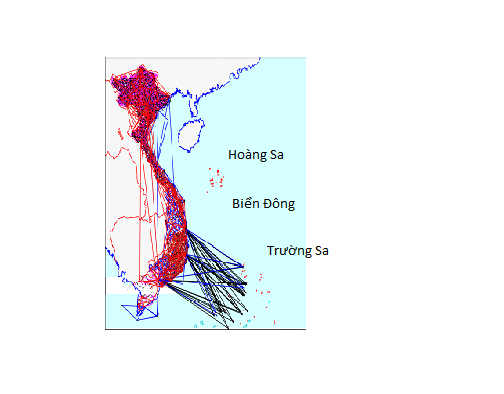 Hoàng Sa
Biển Đông
Trường Sa